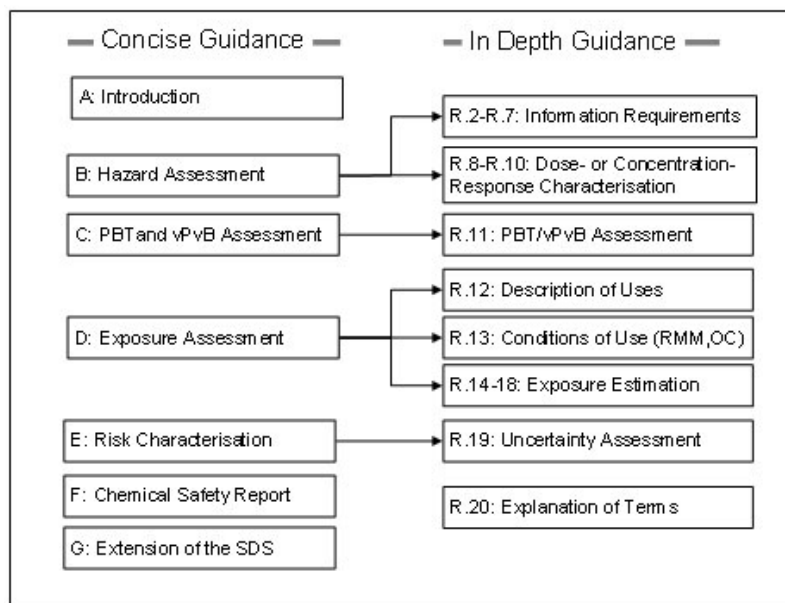 Concise Guidance
A: Introduction
B: Hazard Assessment
C: PBTand vPvB Assessment
D: Exposure Assessment
E: Risk Characterisation
F: Chemical Safety Report
G: Extension of the SDS
In Depth Guidance
R.2-R.7: Information Requirements
R.8-R.10: Dose- or Concentration-
Response Characterisation
R.11: PBT/vPvB Assessment
R.12: Description of Uses
R.13: Conditions of Use (RMM,OC)
R.14-18: Exposure Estimation
R.19: Uncertainty Assessment
R.20: Explanation of Terms